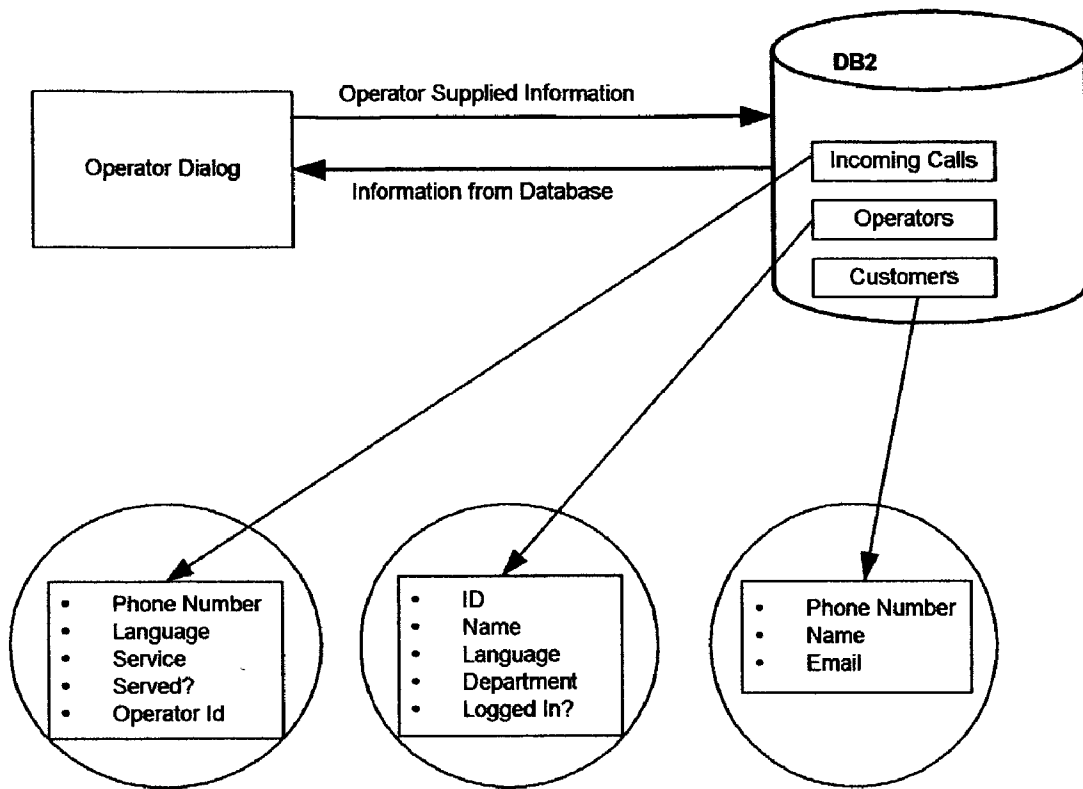 DB2
Operator Supplied Information
Operator Dialog
Information from Database
Incoming Calls
Operators
Customers
• Phone Number
• Language
• Service
• Served?
• Operator Id
• ID
• Name
• Language
• Department
• Logged In?
• Phone Number
• Name
• Email